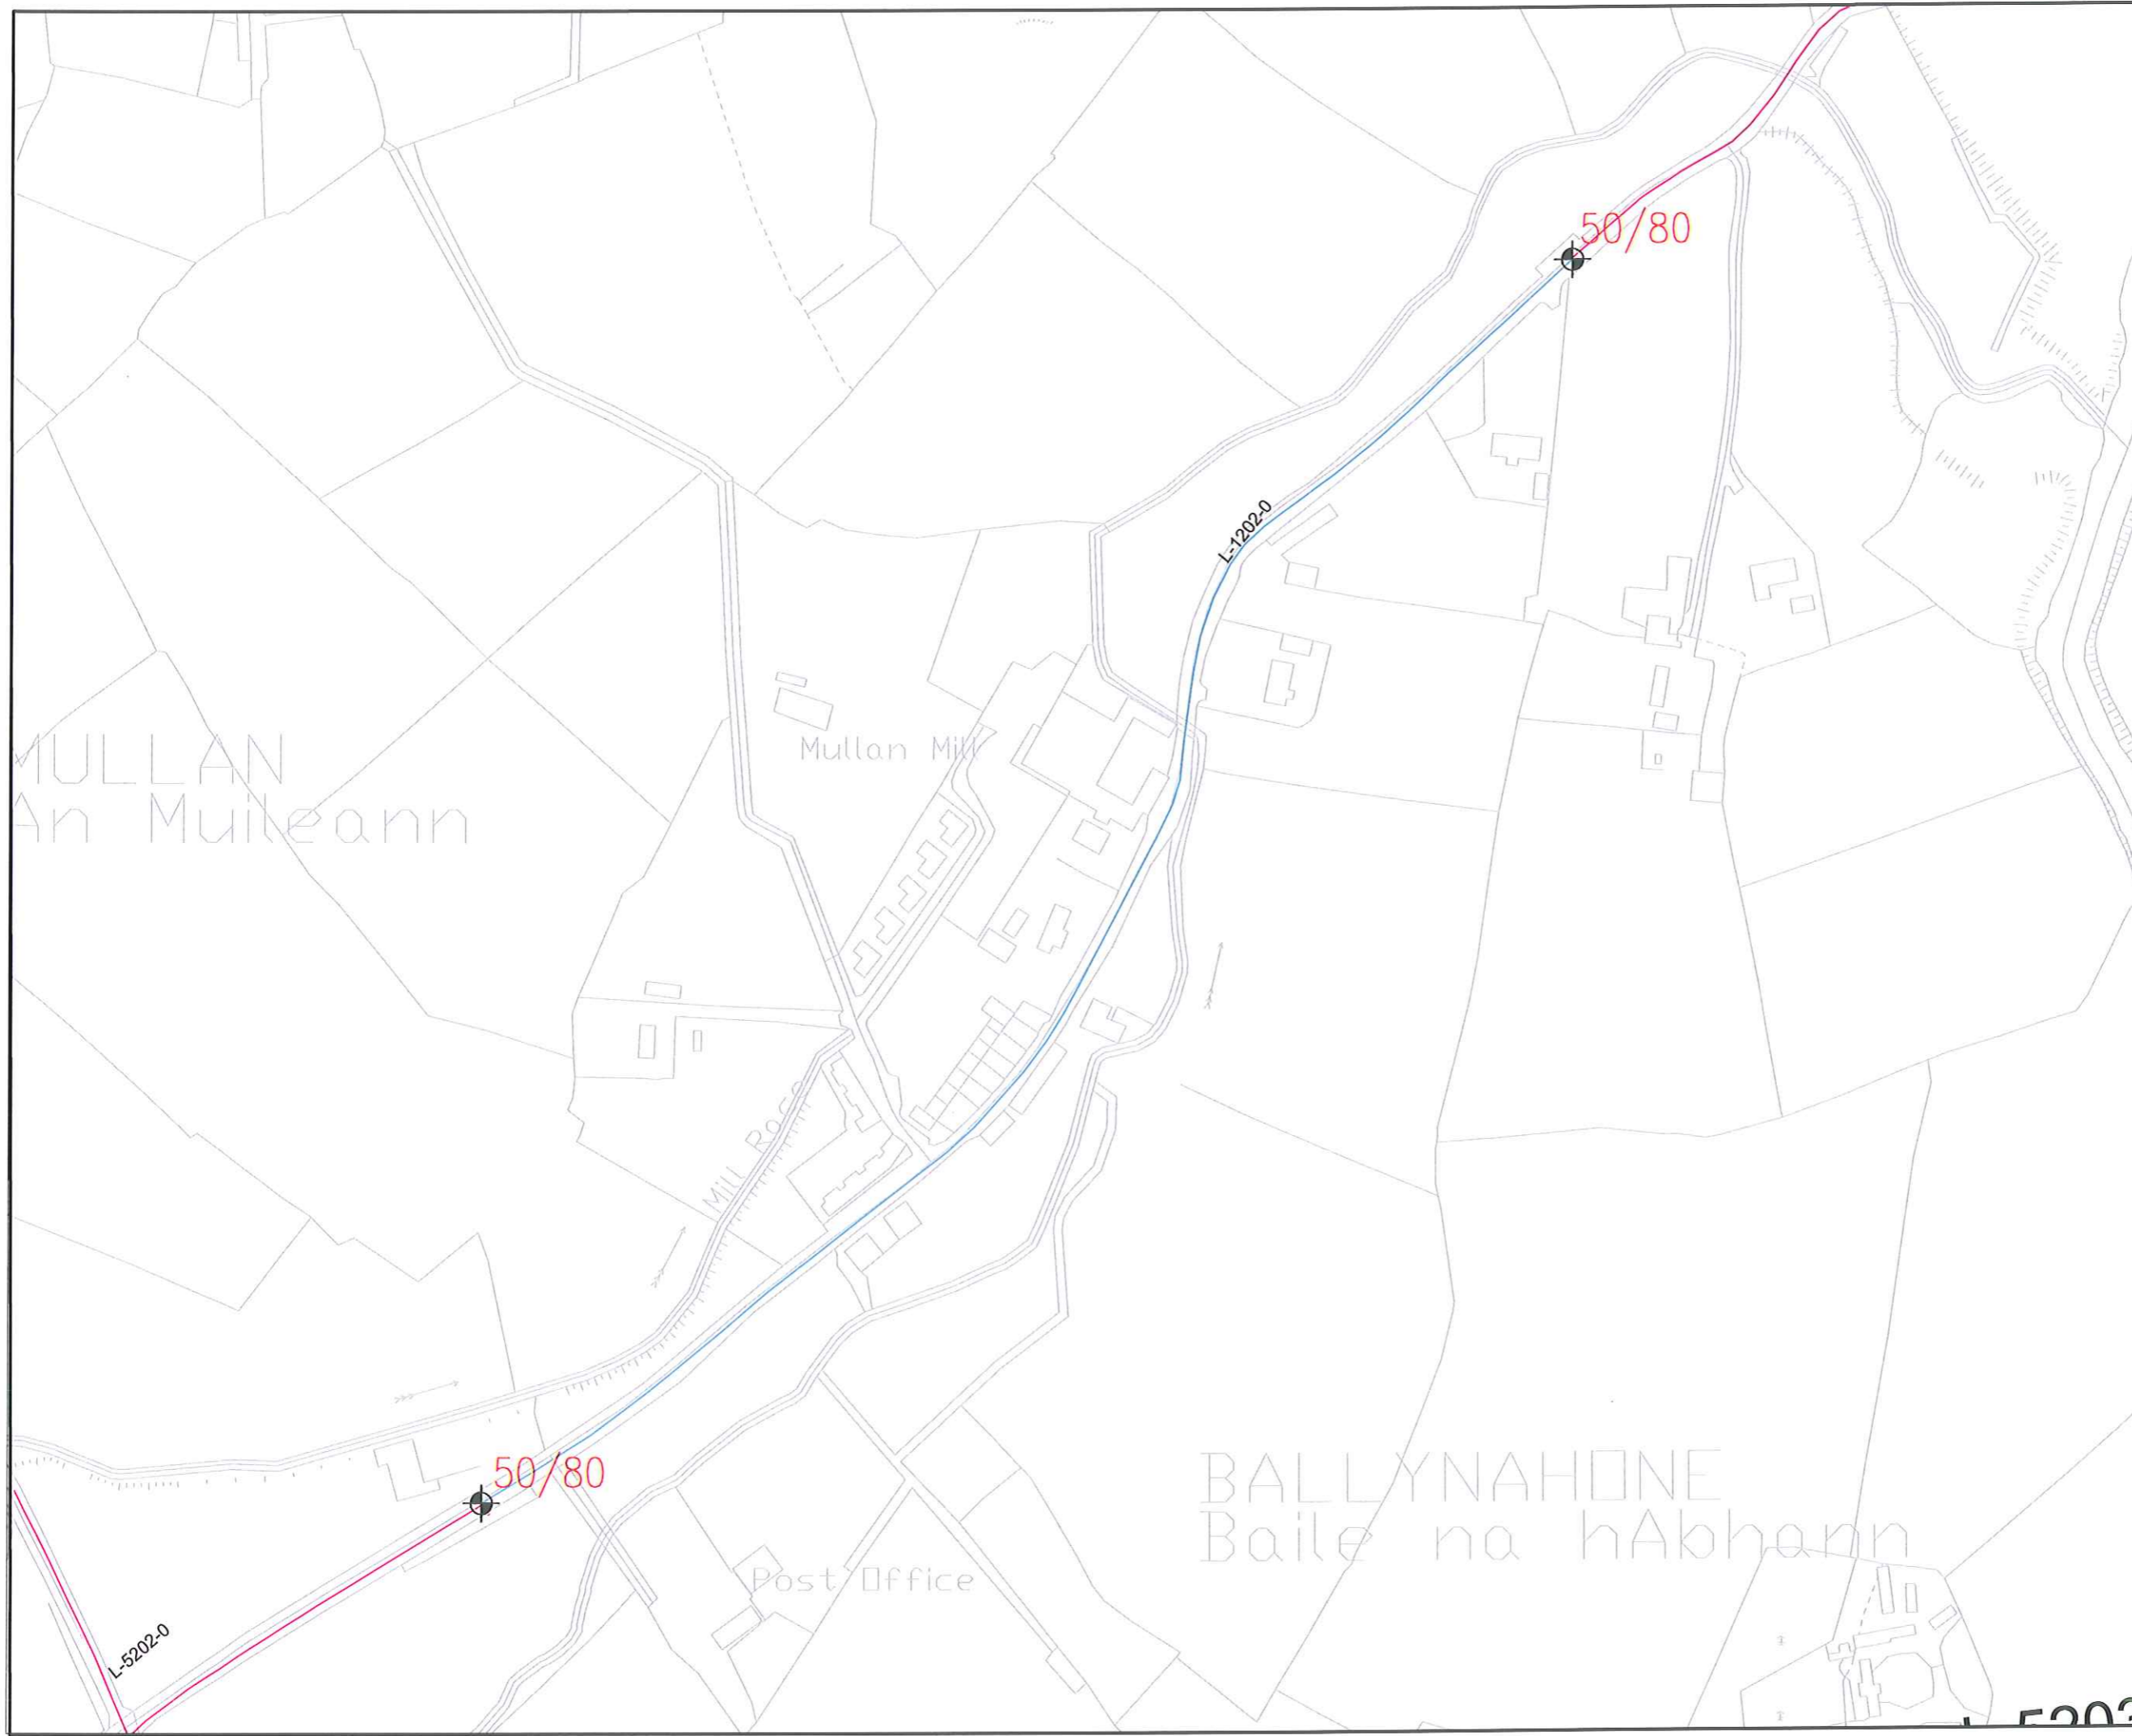 50/80
L-1202-0
MULLAN
An Muileann
Mullan Mill
Mill Race
50/80
BALLYNAHONE
Baile na hAbhann
Post Office
L-5202-0